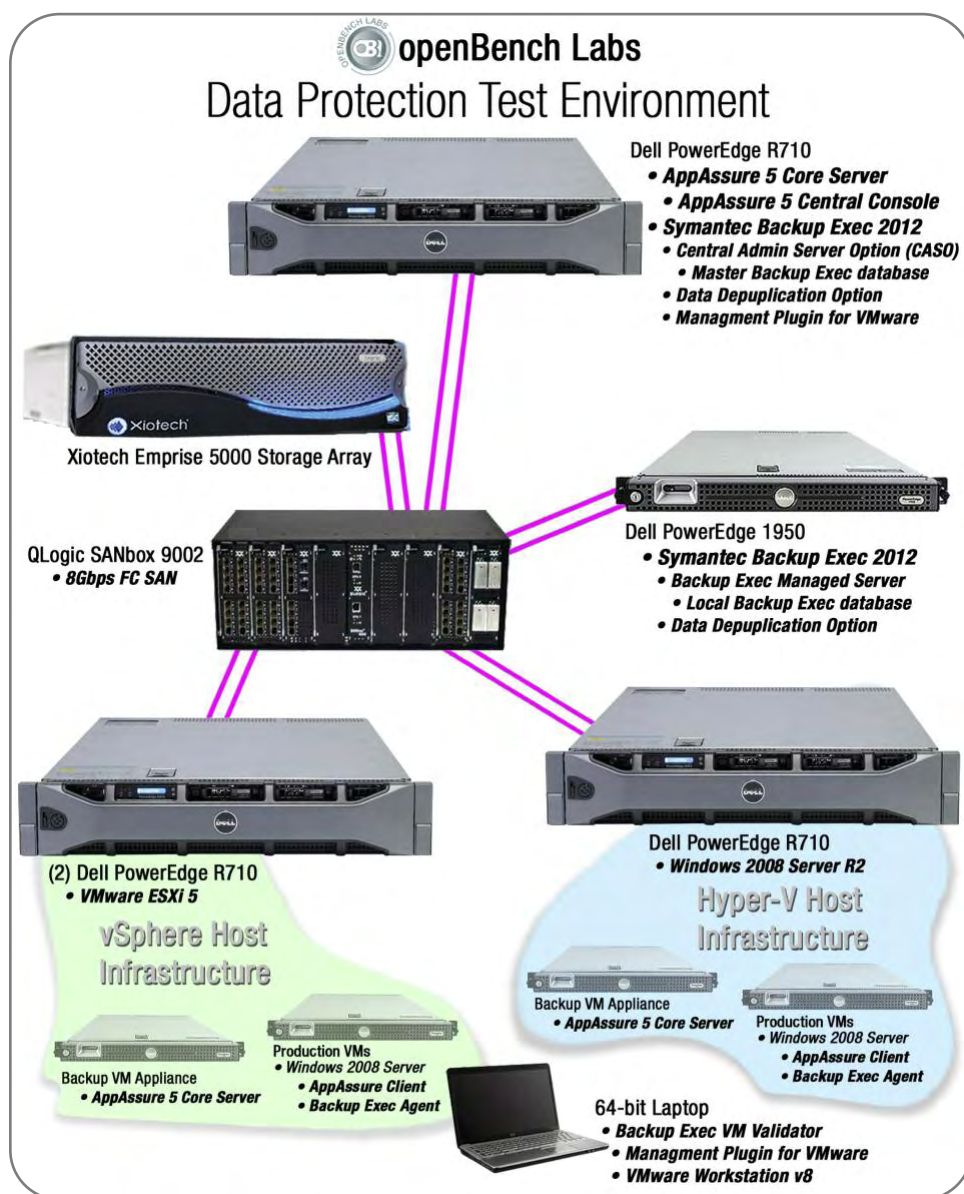 OPENBENCH LABS
OBl openBench Labs
Data Protection Test Environment
Dell PowerEdge R710
• AppAssure 5 Core Server
• AppAssure 5 Central Console
• Symantec Backup Exec 2012
• Central Admin Server Option (CASO)
• Master Backup Exec database
• Data Depuplication Option
• Managment Plugin for VMware
DELL
Xiotech
Xiotech Emprise 5000 Storage Array
Dell PowerEdge 1950
• Symantec Backup Exec 2012
• Backup Exec Managed Server
• Local Backup Exec database
• Data Depuplication Option
QLogic SANbox 9002
• 8Gbps FC SAN
DELL
DELL
(2) Dell PowerEdge R710
• VMware ESXi 5
vSphere Host
Infrastructure
Backup VM Appliance
• AppAssure 5 Core Server
Production VMs
• Windows 2008 Server
• AppAssure Client
• Backup Exec Agent
Dell PowerEdge R710
• Windows 2008 Server R2
Hyper-V Host
Infrastructure
Backup VM Appliance
• AppAssure 5 Core Server
Production VMs
• Windows 2008 Server
• AppAssure Client
• Backup Exec Agent
64-bit Laptop
• Backup Exec VM Validator
• Managment Plugin for VMware
• VMware Workstation v8